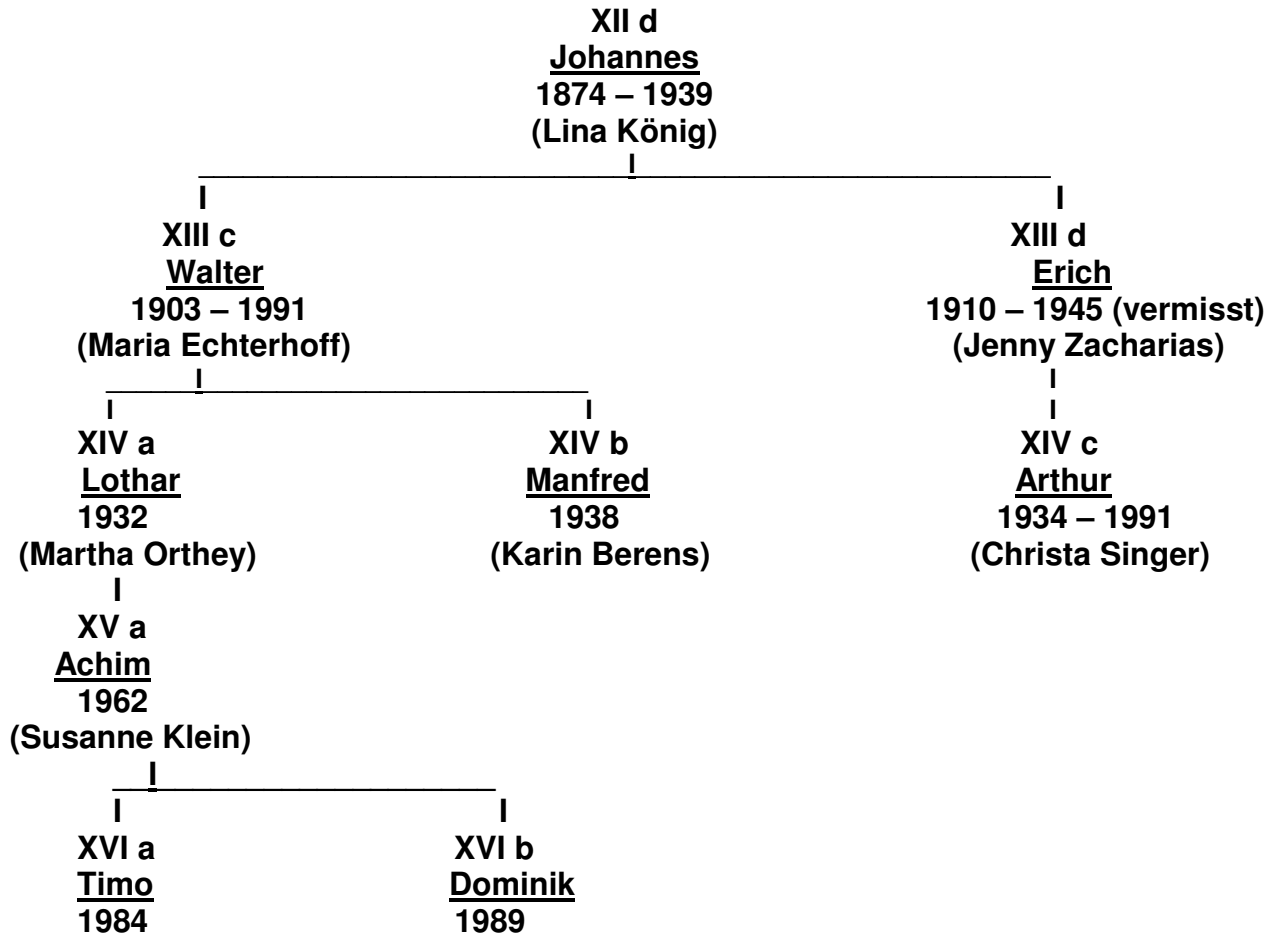 XII d
Johannes
1874 – 1939
(Lina König)
XIII c XIII d
Walter Erich
1903 – 1991 1910 – 1945 (vermisst)
(Maria Echterhoff) (Jenny Zacharias)
XIV a XIV b XIV c
Lothar Manfred Arthur
1932 1938 1934 – 1991
(Martha Orthey) (Karin Berens) (Christa Singer)
XV a
Achim
1962
(Susanne Klein)
XVI a XVI b
Timo Dominik
1984 1989